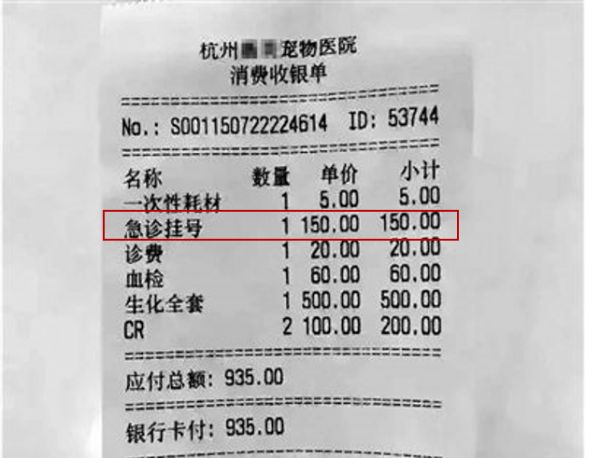 杭州宠物医院
消费收银单
No.: S001150722224614 ID: 53744
名称 数量 单价 小计
一次性耗材 1 5.00 5.00
急诊挂号 1 150.00 150.00
诊费 1 20.00 20.00
血检 1 60.00 60.00
生化全套 1 500.00 500.00
CR 2 100.00 200.00
应付总额: 935.00
银行卡付: 935.00